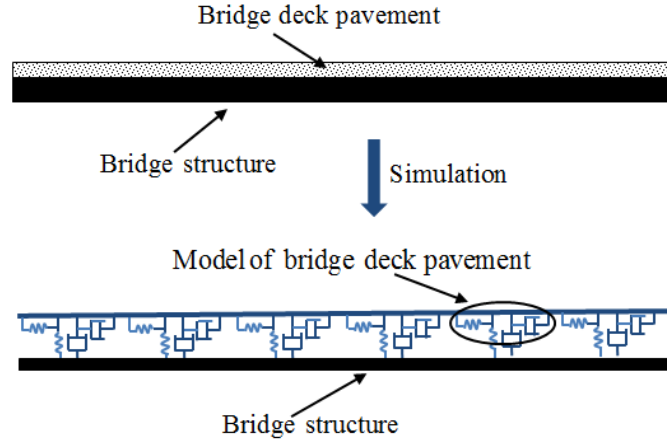 Bridge deck pavement
Bridge structure
Simulation
Model of bridge deck pavement
Bridge structure